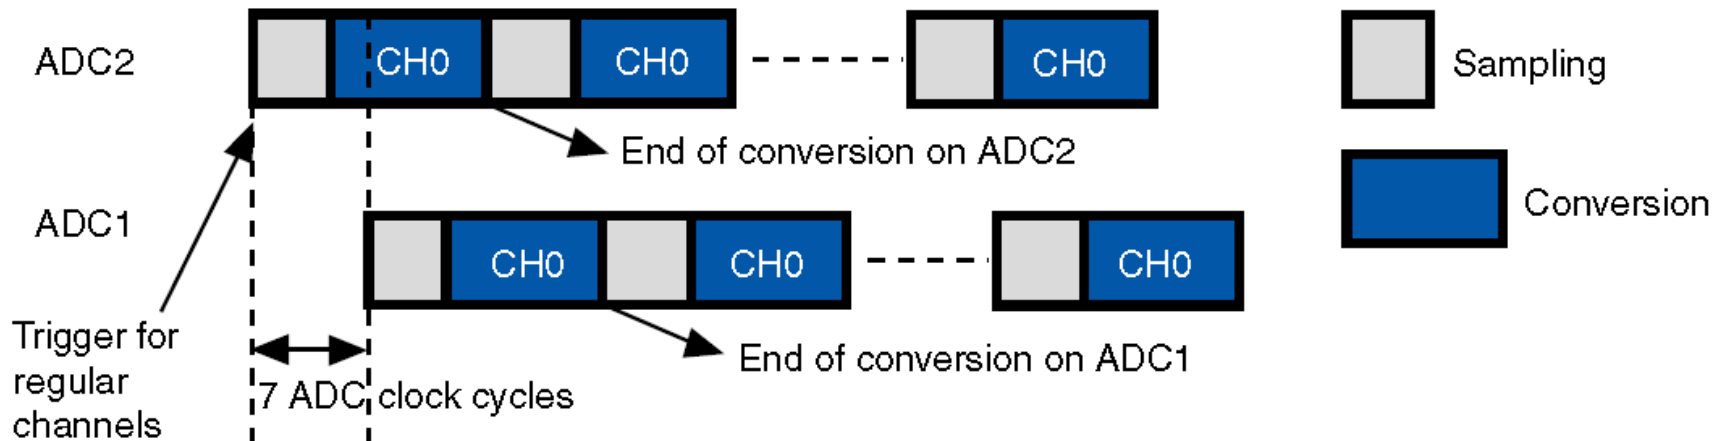 ADC2
CH0
CH0
CH0
Sampling
End of conversion on ADC2
Conversion
ADC1
CH0
CH0
CH0
Trigger for
regular
channels
End of conversion on ADC1
7 ADC clock cycles